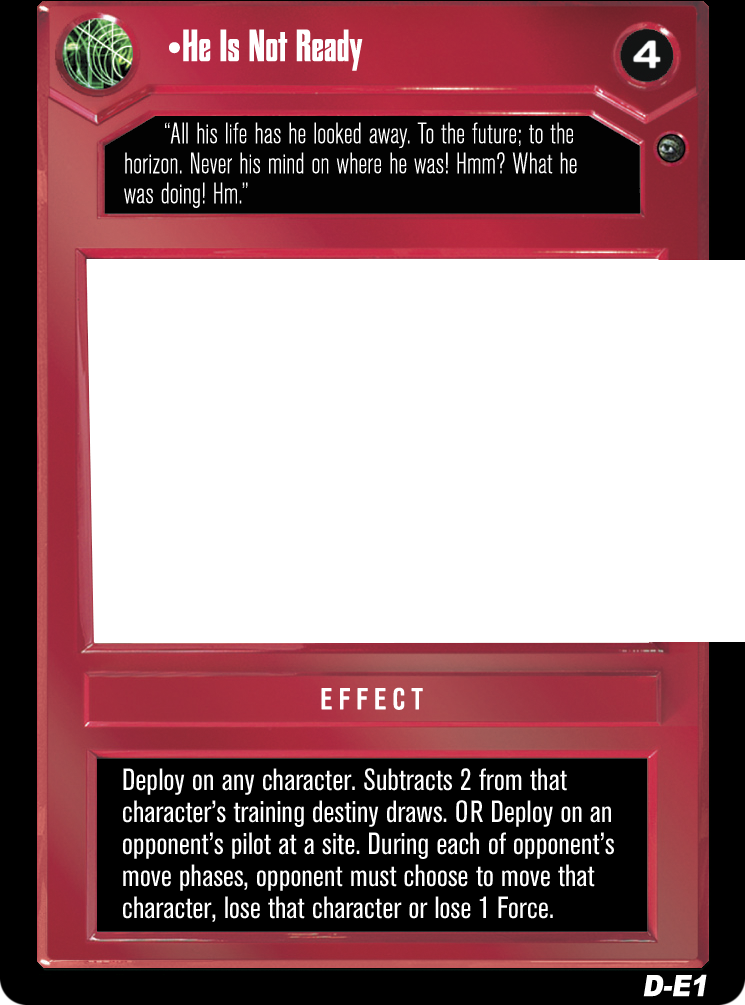 •He Is Not Ready
4
“All his life has he looked away. To the future; to the
horizon. Never his mind on where he was! Hmm? What he
was doing! Hm.”
EFFECT
Deploy on any character. Subtracts 2 from that
character’s training destiny draws. OR Deploy on an
opponent’s pilot at a site. During each of opponent’s
move phases, opponent must choose to move that
character, lose that character or lose 1 Force.
D-E1